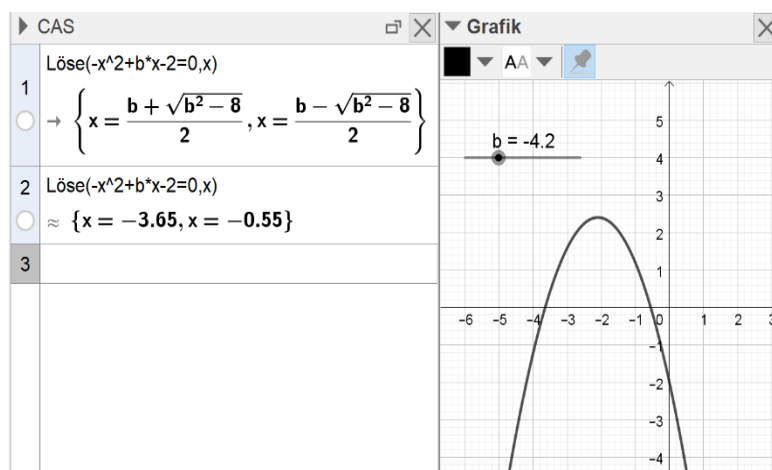 CAS
1
Löse(-x^2+b*x-2=0,x)
→ {x = (b + √(b² − 8))/2 , x = (b − √(b² − 8))/2}
2
Löse(-x^2+b*x-2=0,x)
≈ {x = −3.65, x = −0.55}
3
Grafik
AA
b = -4.2
5
4
3
2
1
−6 −5 −4 −3 −2 −1 0 1 2 3
−1
−2
−3
−4